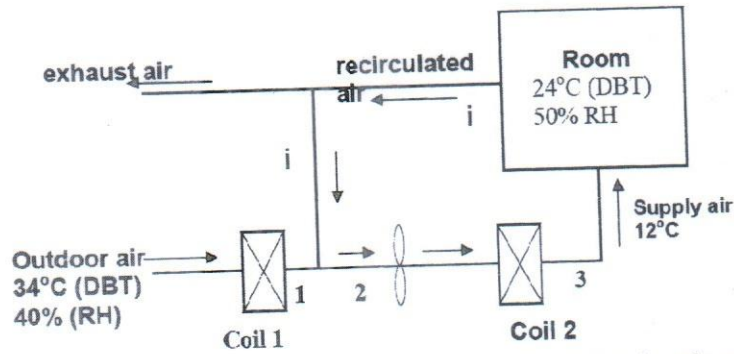 exhaust air
recirculated
air
i
Room
24°C (DBT)
50% RH
i
Supply air
12°C
Outdoor air
34°C (DBT)
40% (RH)
1
2
3
Coil 1
Coil 2